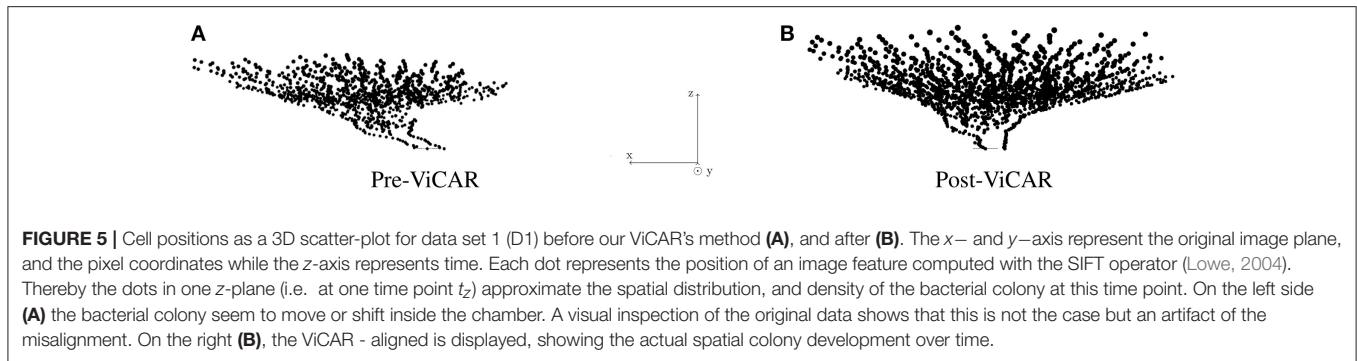 A
B
z
x
⊙ y
Pre-ViCAR
Post-ViCAR
FIGURE 5 | Cell positions as a 3D scatter-plot for data set 1 (D1) before our ViCAR's method (A), and after (B). The x− and y−axis represent the original image plane,
and the pixel coordinates while the z-axis represents time. Each dot represents the position of an image feature computed with the SIFT operator (Lowe, 2004).
Thereby the dots in one z-plane (i.e. at one time point tZ) approximate the spatial distribution, and density of the bacterial colony at this time point. On the left side
(A) the bacterial colony seem to move or shift inside the chamber. A visual inspection of the original data shows that this is not the case but an artifact of the
misalignment. On the right (B), the ViCAR - aligned is displayed, showing the actual spatial colony development over time.